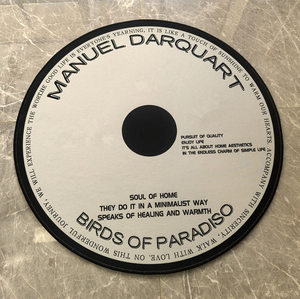 MANUEL DARQUART
PURSUIT OF QUALITY
ENJOY LIFE
IT'S ALL ABOUT HOME AESTHETICS
IN THE ENDLESS CHARM OF SIMPLE LIFE
SOUL OF HOME
THEY DO IT IN A MINIMALIST WAY
SPEAKS OF HEALING AND WARMTH
BIRDS OF PARADISO
GOOD LIFE IS EVERYONE'S YEARNING, IT IS LIKE A TOUCH OF SUNSHINE TO WARM OUR HEARTS, ACCOMPANY WITH SINCERITY, WALK WITH LOVE, ON THIS WONDERFUL JOURNEY, WE WILL EXPERIENCE THE